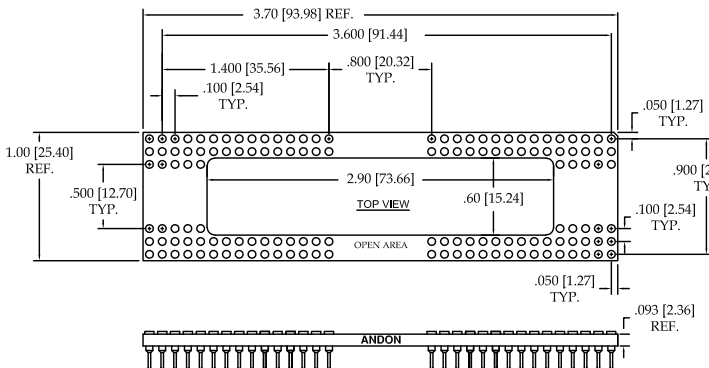 3.70 [93.98] REF.
3.600 [91.44]
1.400 [35.56]
.800 [20.32]
TYP.
.100 [2.54]
TYP.
.050 [1.27]
TYP.
1.00 [25.40]
REF.
.500 [12.70]
TYP.
2.90 [73.66]
.60 [15.24]
TOP VIEW
OPEN AREA
.900
.100 [2.54]
TYP.
.050 [1.27]
TYP.
.093 [2.36]
REF.
ANDON